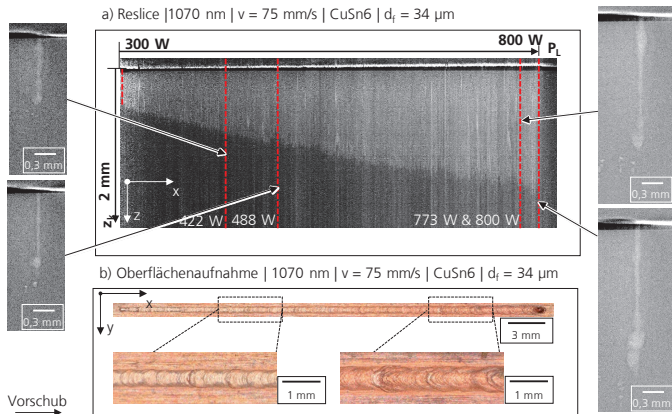 a) Reslice |1070 nm | v = 75 mm/s | CuSn6 | df = 34 µm
300 W
800 W
PL
2 mm
zk
x
z
422 W
488 W
773 W & 800 W
0,3 mm
0,3 mm
0,3 mm
0,3 mm
b) Oberflächenaufnahme | 1070 nm | v = 75 mm/s | CuSn6 | df = 34 µm
x
y
3 mm
1 mm
1 mm
Vorschub